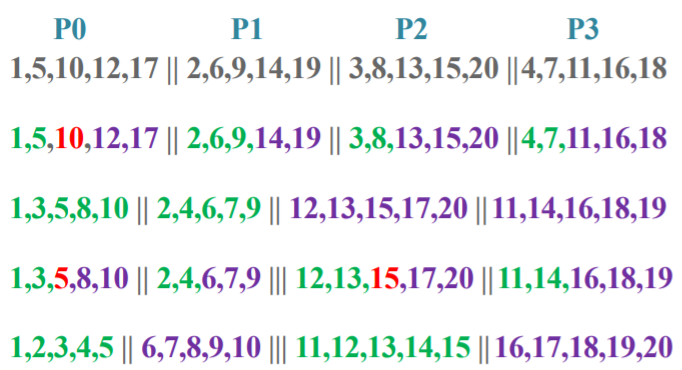 P0 P1 P2 P3
1,5,10,12,17 || 2,6,9,14,19 || 3,8,13,15,20 ||4,7,11,16,18
1,5,10,12,17 || 2,6,9,14,19 || 3,8,13,15,20 ||4,7,11,16,18
1,3,5,8,10 || 2,4,6,7,9 || 12,13,15,17,20 ||11,14,16,18,19
1,3,5,8,10 || 2,4,6,7,9 ||| 12,13,15,17,20 ||11,14,16,18,19
1,2,3,4,5 || 6,7,8,9,10 ||| 11,12,13,14,15 ||16,17,18,19,20